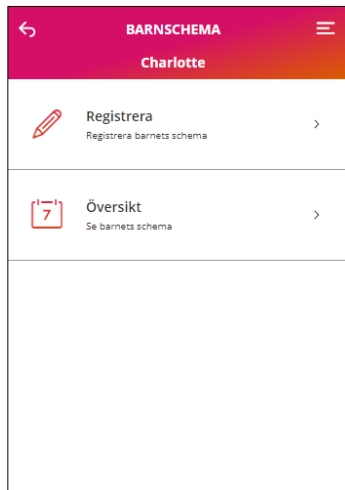 BARNSCHEMA
Charlotte
Registrera
Registrera barnets schema
7
Översikt
Se barnets schema